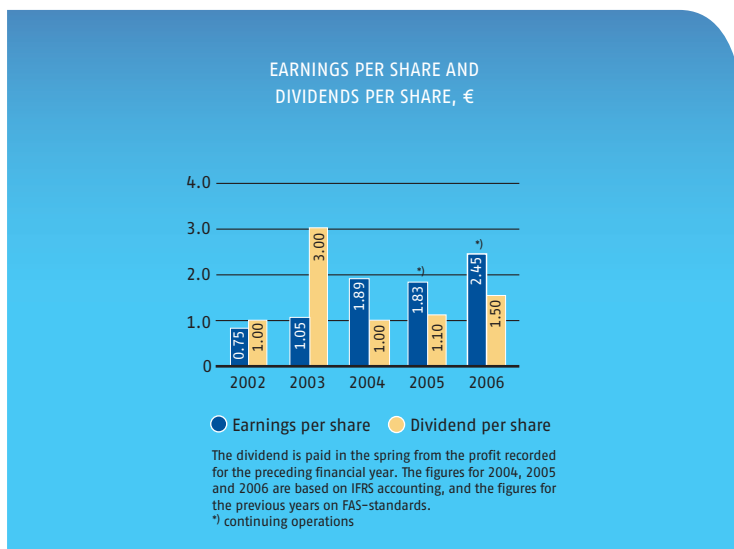 EARNINGS PER SHARE AND
DIVIDENDS PER SHARE, €
4.0
3.0
2.0
1.0
0
0.75
1.00
1.05
3.00
1.89
1.00
1.83
*)
1.10
2.45
*)
1.50
2002 2003 2004 2005 2006
Earnings per share Dividend per share
The dividend is paid in the spring from the profit recorded
for the preceding financial year. The figures for 2004, 2005
and 2006 are based on IFRS accounting, and the figures for
the previous years on FAS-standards.
*) continuing operations